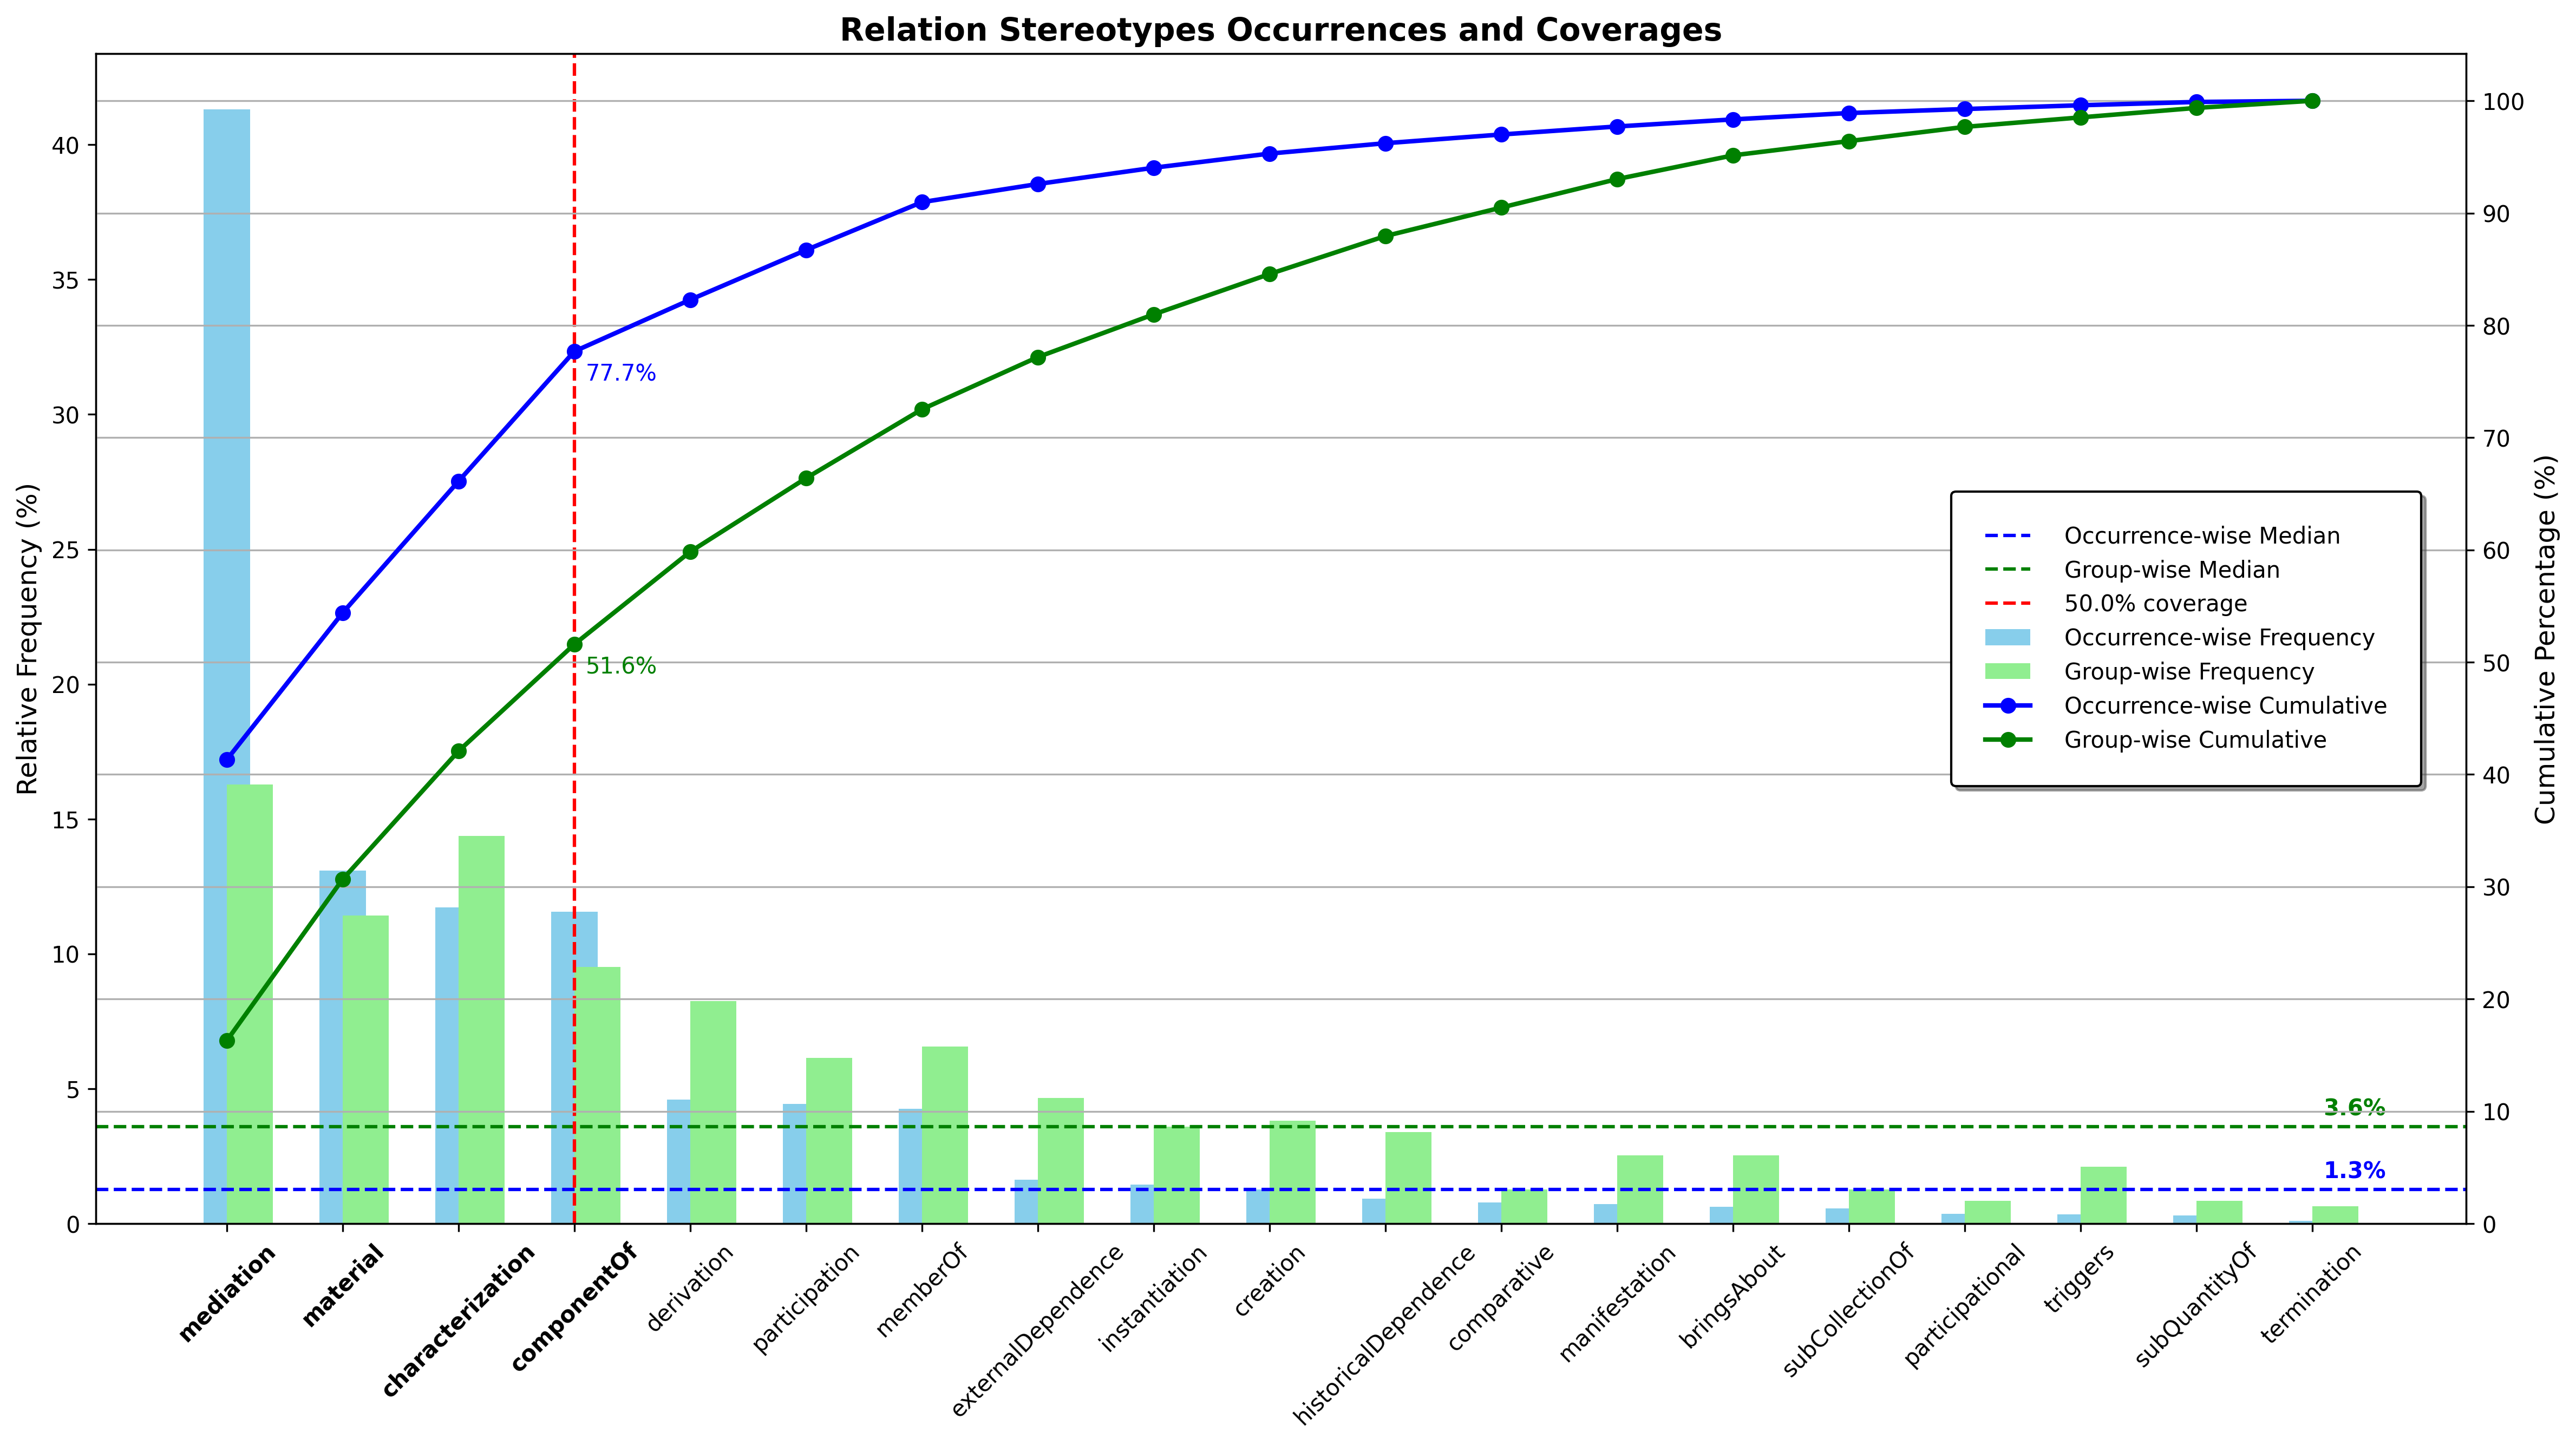 Relation Stereotypes Occurrences and Coverages
Relative Frequency (%)
40
35
30
25
20
15
10
5
0
100
90
80
70
60
50
40
30
20
10
0
Cumulative Percentage (%)
77.7%
51.6%
3.6%
1.3%
Occurrence-wise Median
Group-wise Median
50.0% coverage
Occurrence-wise Frequency
Group-wise Frequency
Occurrence-wise Cumulative
Group-wise Cumulative
mediation
material
characterization
componentOf
derivation
participation
memberOf
externalDependence
instantiation
creation
historicalDependence
comparative
manifestation
bringsAbout
subCollectionOf
participational
triggers
subQuantityOf
termination